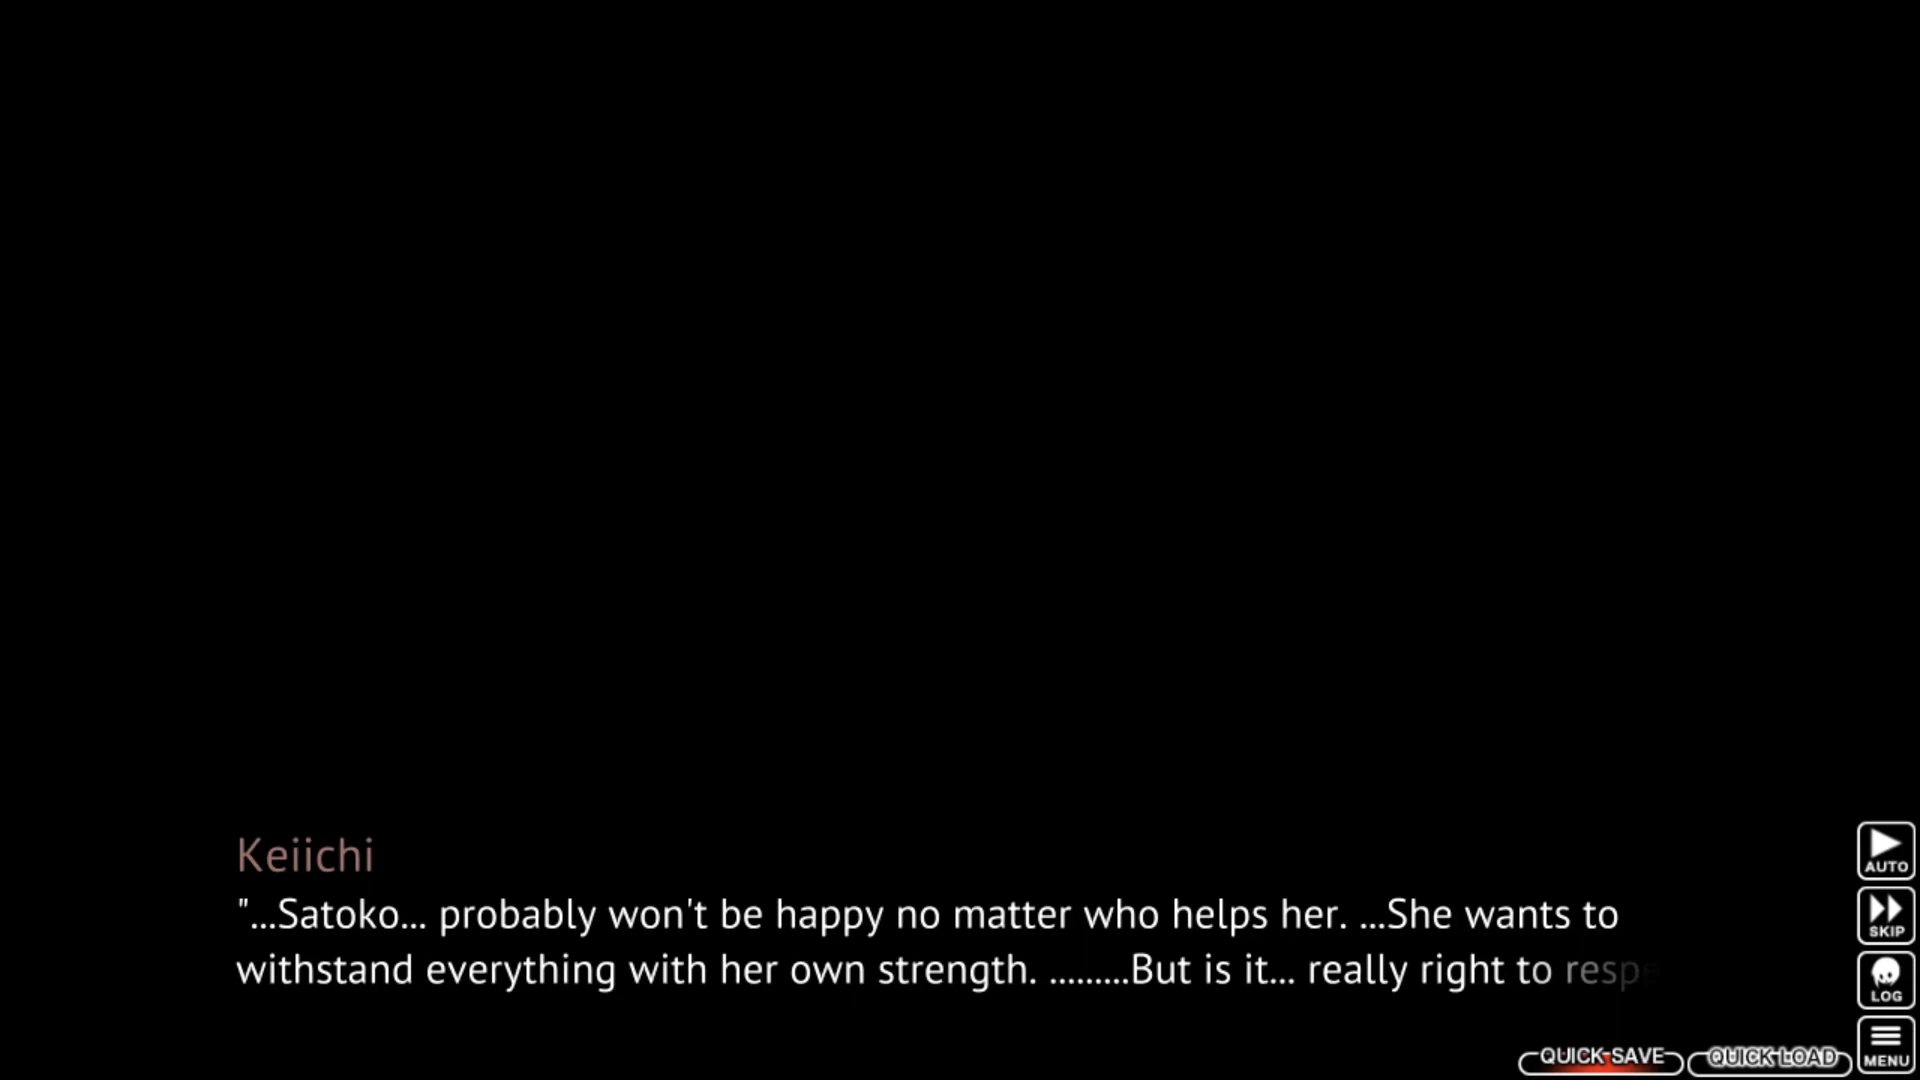 Keiichi
"...Satoko... probably won't be happy no matter who helps her. ...She wants to
withstand everything with her own strength. .........But is it... really right to resp
AUTO
SKIP
LOG
QUICK SAVE
QUICK LOAD
MENU